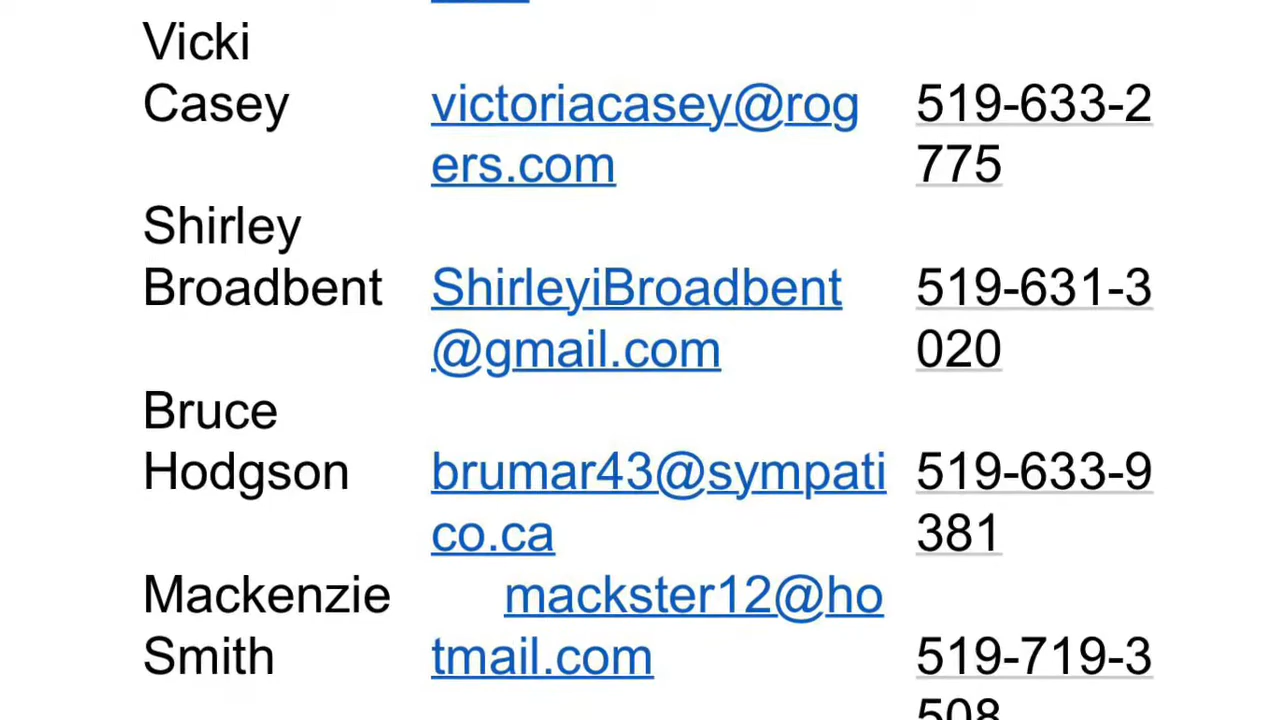 Vicki
Casey victoriacasey@rog 519-633-2
ers.com 775
Shirley
Broadbent ShirleyiBroadbent 519-631-3
@gmail.com 020
Bruce
Hodgson brumar43@sympati 519-633-9
co.ca 381
Mackenzie mackster12@ho
Smith tmail.com 519-719-3
508